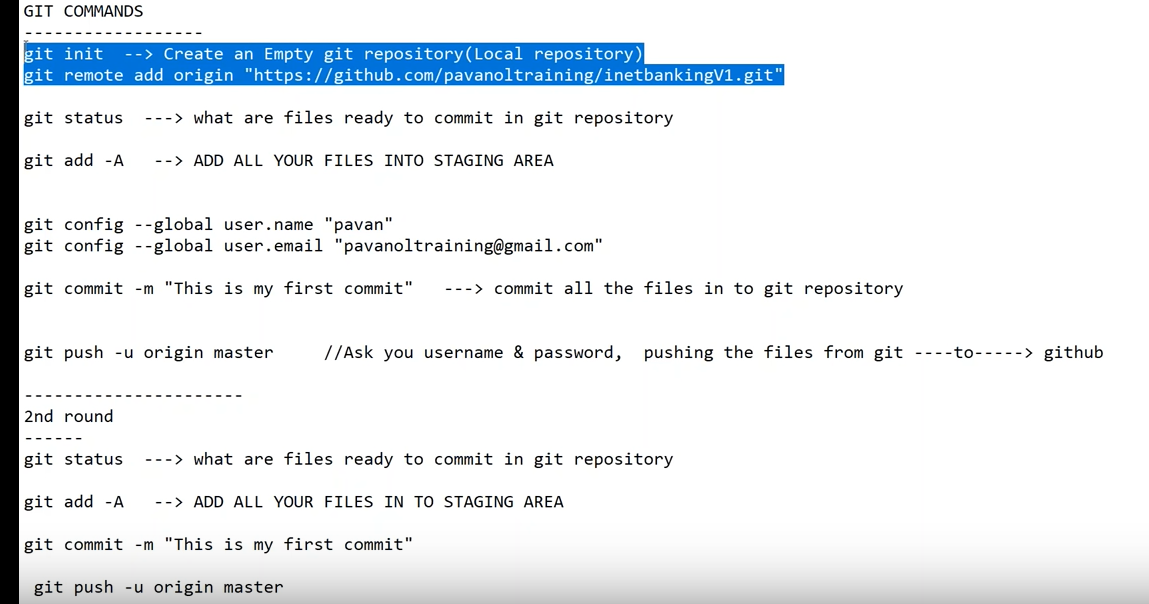 GIT COMMANDS
------------------
git init  --> Create an Empty git repository(Local repository)
git remote add origin "https://github.com/pavanoltraining/inetbankingV1.git"
git status  ---> what are files ready to commit in git repository
git add -A   --> ADD ALL YOUR FILES INTO STAGING AREA
git config --global user.name "pavan"
git config --global user.email "pavanoltraining@gmail.com"
git commit -m "This is my first commit"   ---> commit all the files in to git repository
git push -u origin master     //Ask you username & password,  pushing the files from git ----to-----> github
----------------------
2nd round
------
git status  ---> what are files ready to commit in git repository
git add -A   --> ADD ALL YOUR FILES IN TO STAGING AREA
git commit -m "This is my first commit"
git push -u origin master